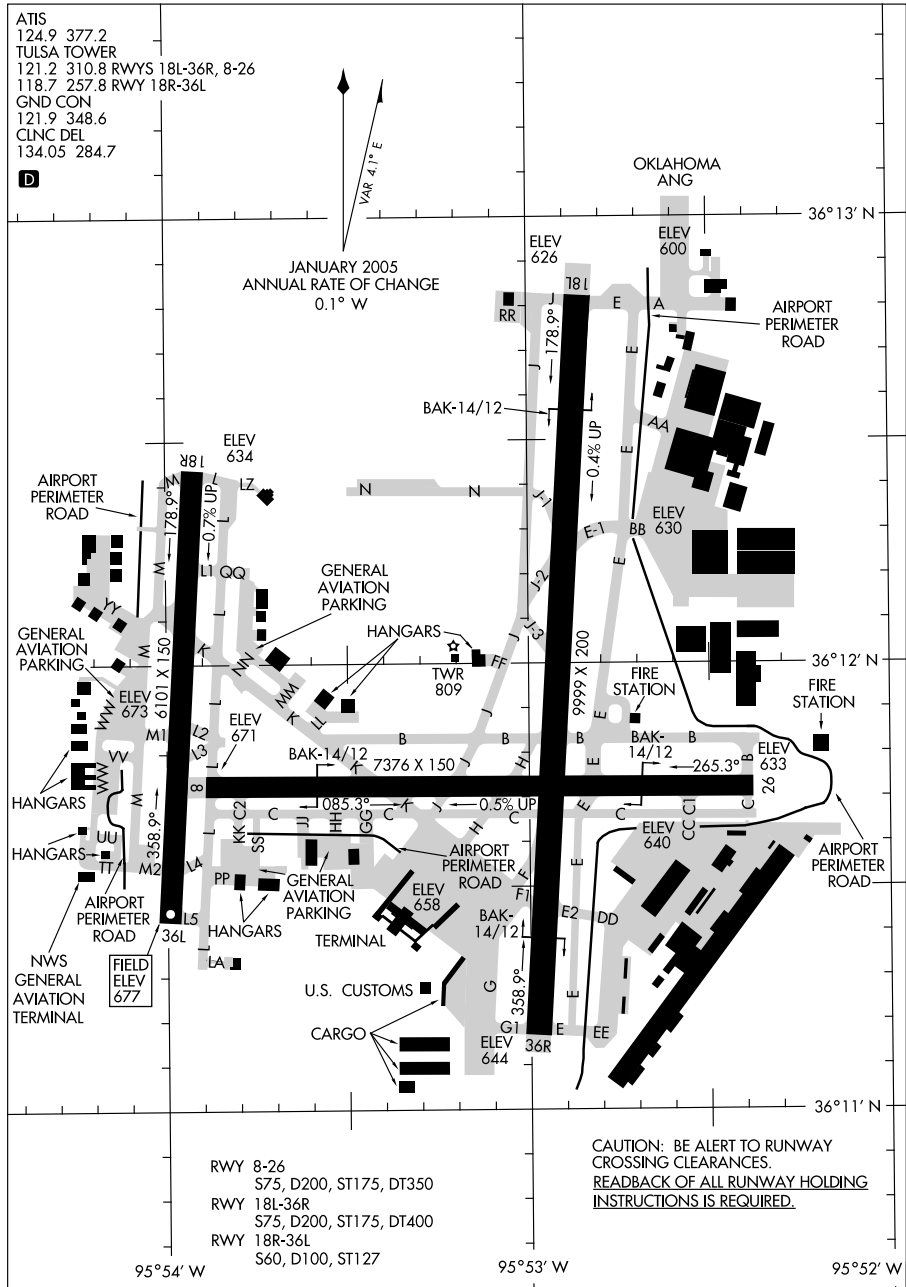 ATIS
124.9 377.2
TULSA TOWER
121.2 310.8 RWYS 18L-36R, 8-26
118.7 257.8 RWY 18R-36L
GND CON
121.9 348.6
CLNC DEL
134.05 284.7
D
VAR 4.1° E
JANUARY 2005
ANNUAL RATE OF CHANGE
0.1° W
OKLAHOMA
ANG
36°13' N
ELEV
600
ELEV
626
18L
J
E
A
RR
178.9°
AIRPORT
PERIMETER
ROAD
E
J
BAK-14/12
AA
0.4% UP
E
ELEV
634
18R
W
L
LZ
AIRPORT
PERIMETER
ROAD
178.9°
0.7% UP
L
N
N
J-1
E-1
BB
ELEV
630
W
L1
QQ
E
J-2
GENERAL
AVIATION
PARKING
YY
L
J-3
HANGARS
J
GENERAL
AVIATION
PARKING
M
K
NN
FF
TWR
809
36°12' N
6101 X 150
9999 X 200
MM
FIRE
STATION
FIRE
STATION
ELEV
673
WW
K
LL
J
E
M1
L2
L3
ELEV
671
B
B
B
B
BAK-14/12
BAK-
14/12
VV
K
J
H1
ELEV
633
B
HANGARS
WW
8
7376 X 150
E
265.3°
26
M
085.3°
K
J
0.5% UP
E
C
358.9°
L
KK
C2
C
SS
JJ
HH
GG
C
H
C
C
CC
C1
ELEV
640
HANGARS
UU
TT
M2
L4
PP
GENERAL
AVIATION
PARKING
AIRPORT
PERIMETER
ROAD
E
AIRPORT
PERIMETER
ROAD
F
F1
ELEV
658
E2
DD
L5
36L
HANGARS
BAK-
14/12
AIRPORT
PERIMETER
ROAD
TERMINAL
NWS
GENERAL
AVIATION
TERMINAL
FIELD
ELEV
677
LA
U.S. CUSTOMS
G
358.9°
E
CARGO
G1
E
EE
ELEV
644
36R
36°11' N
RWY 8-26
S75, D200, ST175, DT350
RWY 18L-36R
S75, D200, ST175, DT400
RWY 18R-36L
S60, D100, ST127
CAUTION: BE ALERT TO RUNWAY
CROSSING CLEARANCES.
READBACK OF ALL RUNWAY HOLDING
INSTRUCTIONS IS REQUIRED.
95°54' W
95°53' W
95°52' W